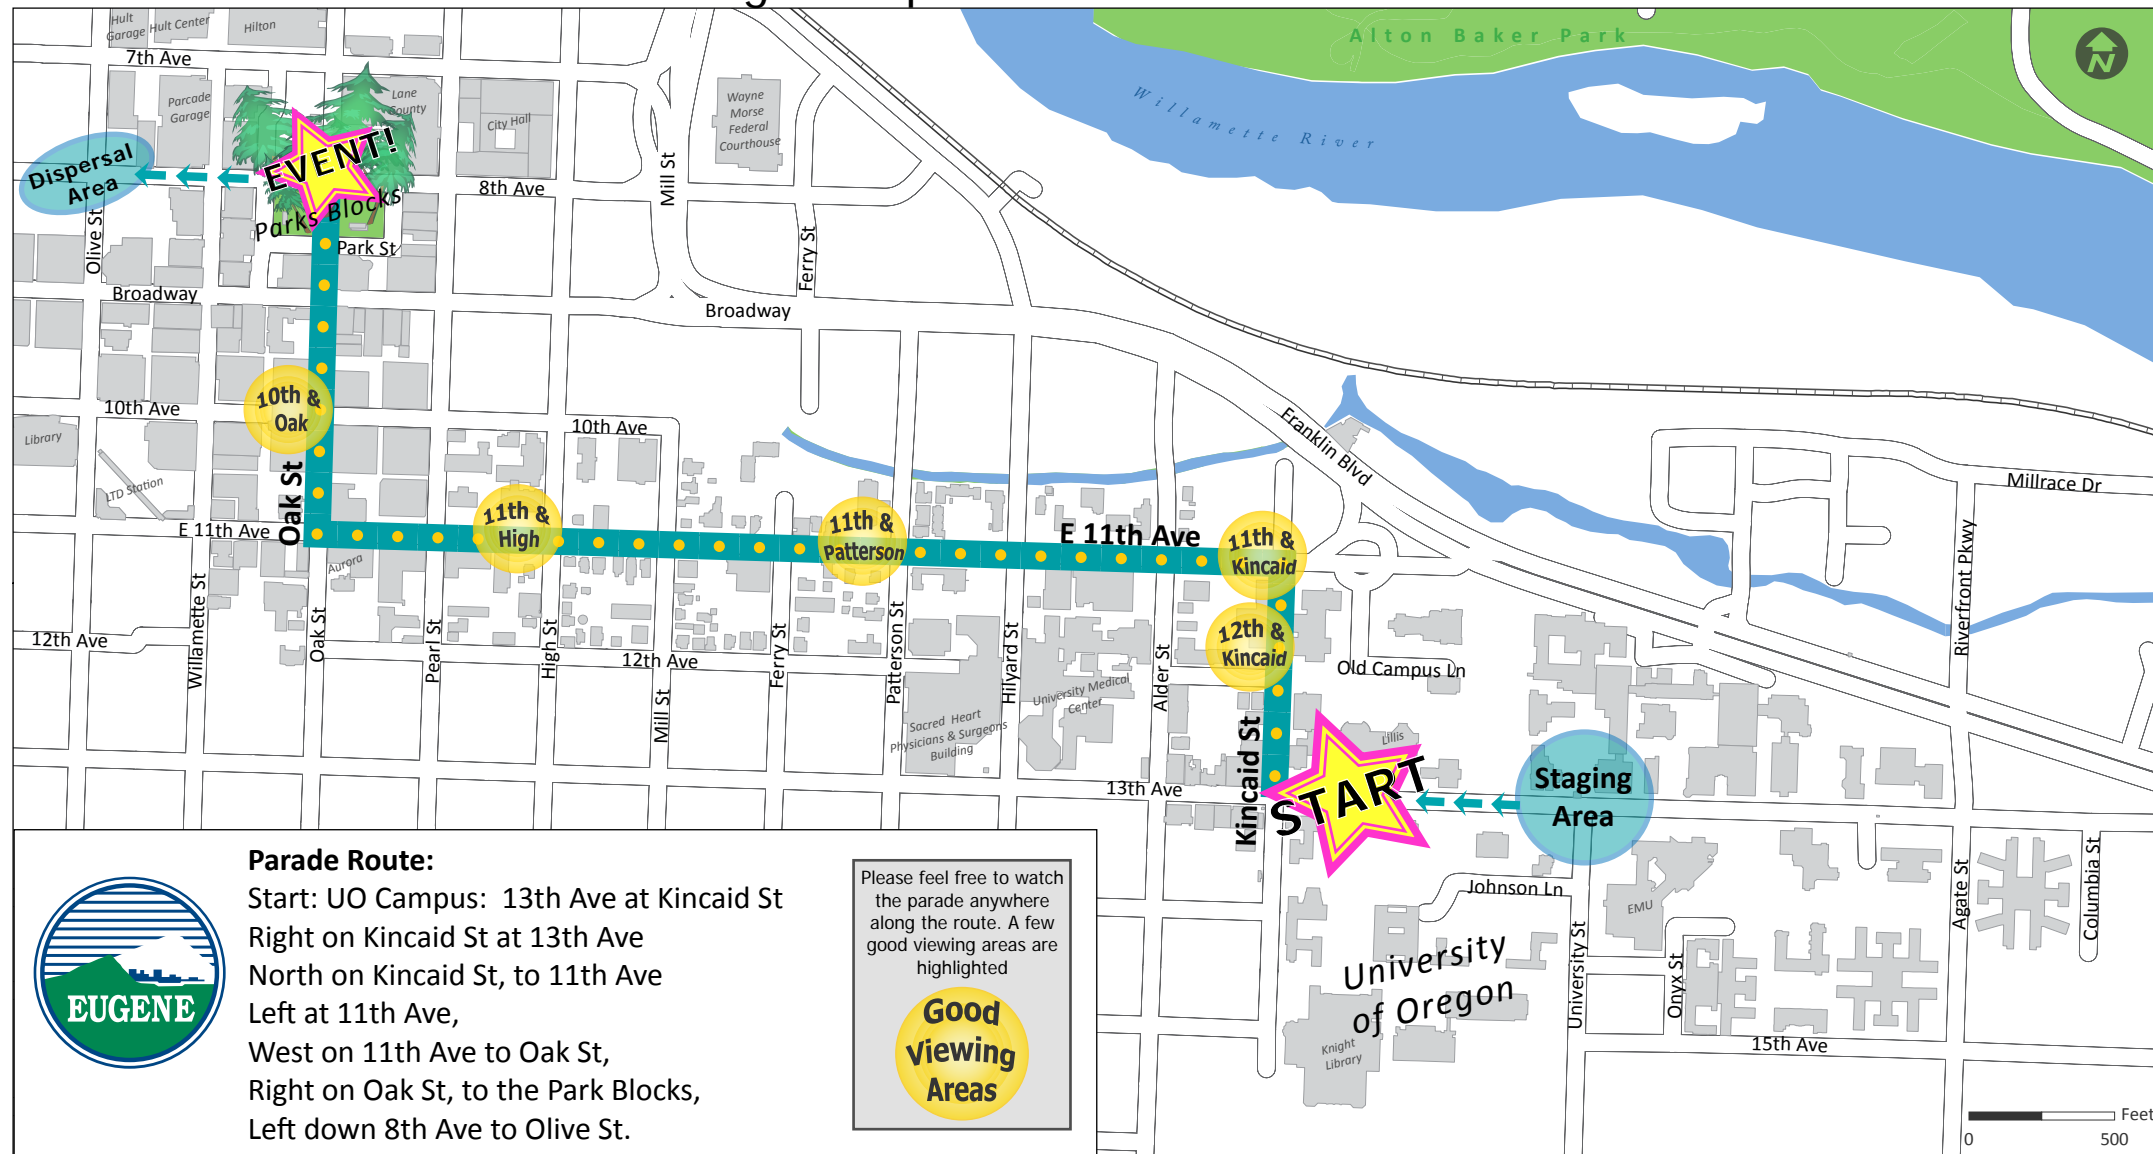 Hult
Garage
Hult Center
Hilton
7th Ave
Parcade
Garage
Lane
County
City Hall
Wayne
Morse
Federal
Courthouse
Alton Baker Park
N
Willamette River
Dispersal
Area
EVENT!
Parks Blocks
Park St
8th Ave
Mill St
Ferry St
Olive St
Broadway
Broadway
10th &
Oak
10th Ave
10th Ave
Library
LTD Station
Oak St
E 11th Ave
11th &
High
11th &
Patterson
E 11th Ave
11th &
Kincaid
12th &
Kincaid
Franklin Blvd
Millrace Dr
Riverfront Pkwy
Aurora
12th Ave
Willamette St
Oak St
Pearl St
High St
12th Ave
Mill St
Ferry St
Patterson St
Hilyard St
Alder St
Sacred Heart
Physicians & Surgeons
Building
University Medical
Center
Old Campus Ln
Lillis
Kincaid St
13th Ave
START
Staging
Area
Johnson Ln
EMU
University St
Onyx St
Agate St
Columbia St
University
of Oregon
Knight
Library
15th Ave
Feet
0 500
EUGENE
Parade Route:
Start: UO Campus: 13th Ave at Kincaid St
Right on Kincaid St at 13th Ave
North on Kincaid St, to 11th Ave
Left at 11th Ave,
West on 11th Ave to Oak St,
Right on Oak St, to the Park Blocks,
Left down 8th Ave to Olive St.
Please feel free to watch
the parade anywhere
along the route. A few
good viewing areas are
highlighted
Good
Viewing
Areas